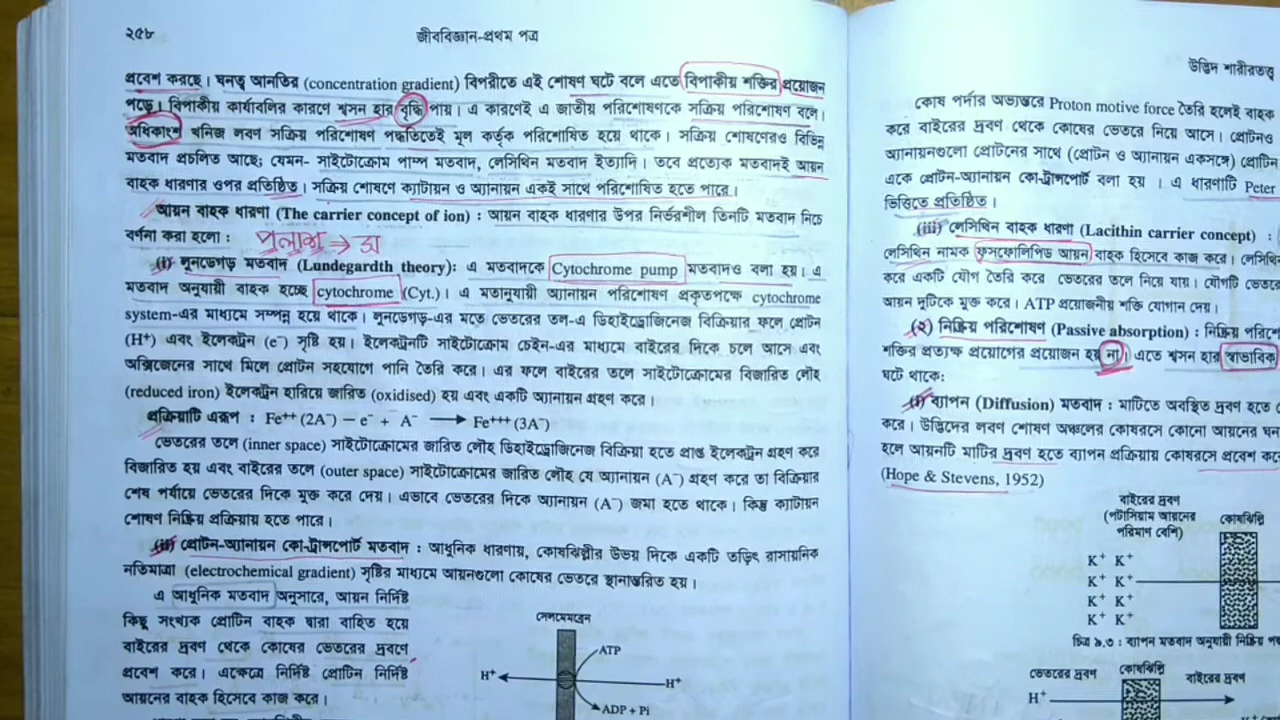 ২৫৮
জীববিজ্ঞান-প্রথম পত্র
প্রবেশ করছে। ঘনত্ব আনতির (concentration gradient) বিপরীতে এই শোষণ ঘটে বলে এতে বিপাকীয় শক্তির প্রয়োজন
পড়ে। বিপাকীয় কার্যাবলির কারণে শ্বসন হার বৃদ্ধি পায়। এ কারণেই এ জাতীয় পরিশোষণকে সক্রিয় পরিশোষণ বলে।
অধিকাংশ খনিজ লবণ সক্রিয় পরিশোষণ পদ্ধতিতেই মূল কর্তৃক পরিশোষিত হয়ে থাকে। সক্রিয় শোষণেরও বিভিন্ন
মতবাদ প্রচলিত আছে; যেমন- সাইটোক্রোম পাম্প মতবাদ, লেসিথিন মতবাদ ইত্যাদি। তবে প্রত্যেক মতবাদই আয়ন
বাহক ধারণার ওপর প্রতিষ্ঠিত। সক্রিয় শোষণে ক্যাটায়ন ও অ্যানায়ন একই সাথে পরিশোষিত হতে পারে।
আয়ন বাহক ধারণা (The carrier concept of ion) : আয়ন বাহক ধারণার উপর নির্ভরশীল তিনটি মতবাদ নিচে
বর্ণনা করা হলো :
(i) লুনডেগড় মতবাদ (Lundegardth theory): এ মতবাদকে Cytochrome pump মতবাদও বলা হয়। এ
মতবাদ অনুযায়ী বাহক হচ্ছে cytochrome (Cyt.)। এ মতানুযায়ী অ্যানায়ন পরিশোষণ প্রকৃতপক্ষে cytochrome
system-এর মাধ্যমে সম্পন্ন হয়ে থাকে। লুনডেগড়-এর মতে ভেতরের তল-এ ডিহাইড্রোজিনেজ বিক্রিয়ার ফলে প্রোটন
(H⁺) এবং ইলেকট্রন (e⁻) সৃষ্টি হয়। ইলেকট্রনটি সাইটোক্রোম চেইন-এর মাধ্যমে বাইরের দিকে চলে আসে এবং
অক্সিজেনের সাথে মিলে প্রোটন সহযোগে পানি তৈরি করে। এর ফলে বাইরের তলে সাইটোক্রোমের বিজারিত লৌহ
(reduced iron) ইলেকট্রন হারিয়ে জারিত (oxidised) হয় এবং একটি অ্যানায়ন গ্রহণ করে।
প্রক্রিয়াটি এরূপ : Fe⁺⁺ (2A⁻) – e⁻ + A⁻ ⟶ Fe⁺⁺⁺ (3A⁻)
ভেতরের তলে (inner space) সাইটোক্রোমের জারিত লৌহ ডিহাইড্রোজিনেজ বিক্রিয়া হতে প্রাপ্ত ইলেকট্রন গ্রহণ করে
বিজারিত হয় এবং বাইরের তলে (outer space) সাইটোক্রোমের জারিত লৌহ যে অ্যানায়ন (A⁻) গ্রহণ করে তা বিক্রিয়ার
শেষ পর্যায়ে ভেতরের দিকে মুক্ত করে দেয়। এভাবে ভেতরের দিকে অ্যানায়ন (A⁻) জমা হতে থাকে। কিন্তু ক্যাটায়ন
শোষণ নিষ্ক্রিয় প্রক্রিয়ায় হতে পারে।
(ii) প্রোটন-অ্যানায়ন কো-ট্রান্সপোর্ট মতবাদ : আধুনিক ধারণায়, কোষঝিল্লীর উভয় দিকে একটি তড়িৎ রাসায়নিক
নতিমাত্রা (electrochemical gradient) সৃষ্টির মাধ্যমে আয়নগুলো কোষের ভেতরে স্থানান্তরিত হয়।
এ আধুনিক মতবাদ অনুসারে, আয়ন নির্দিষ্ট
কিছু সংখ্যক প্রোটিন বাহক দ্বারা বাহিত হয়ে
বাইরের দ্রবণ থেকে কোষের ভেতরের দ্রবণে
প্রবেশ করে। এক্ষেত্রে নির্দিষ্ট প্রোটিন নির্দিষ্ট
আয়নের বাহক হিসেবে কাজ করে।
সেলমেমব্রেন
ATP
H⁺
H⁺
ADP + Pi
উদ্ভিদ শারীরতত্ত্ব
কোষ পর্দার অভ্যন্তরে Proton motive force তৈরি হলেই বাহক
করে বাইরের দ্রবণ থেকে কোষের ভেতরে নিয়ে আসে। প্রোটনও
অ্যানায়নগুলো প্রোটনের সাথে (প্রোটন ও অ্যানায়ন একসঙ্গে) প্রোটিন
একে প্রোটন-অ্যানায়ন কো-ট্রান্সপোর্ট বলা হয়। এ ধারণাটি Peter
ভিত্তিতে প্রতিষ্ঠিত।
(iii) লেসিথিন বাহক ধারণা (Lacithin carrier concept) :
লেসিথিন নামক ফসফোলিপিড আয়ন বাহক হিসেবে কাজ করে। লেসিথি
করে একটি যৌগ তৈরি করে ভেতরের তলে নিয়ে যায়। যৌগটি ভেতরে
আয়ন দুটিকে মুক্ত করে। ATP প্রয়োজনীয় শক্তি যোগান দেয়।
(২) নিষ্ক্রিয় পরিশোষণ (Passive absorption) : নিষ্ক্রিয় পরিশে
শক্তির প্রত্যক্ষ প্রয়োগের প্রয়োজন হয় না। এতে শ্বসন হার স্বাভাবিক
ঘটে থাকে:
(i) ব্যাপন (Diffusion) মতবাদ : মাটিতে অবস্থিত দ্রবণ হতে
করে। উদ্ভিদের লবণ শোষণ অঞ্চলের কোষরসে কোনো আয়নের ঘন
হলে আয়নটি মাটির দ্রবণ হতে ব্যাপন প্রক্রিয়ায় কোষরসে প্রবেশ করে
(Hope & Stevens, 1952)
বাইরের দ্রবণ
(পটাসিয়াম আয়নের
পরিমাণ বেশি)
কোষঝিল্লি
K⁺ K⁺
K⁺ K⁺
K⁺ K⁺
K⁺ K⁺
চিত্র ৯.৩ : ব্যাপন মতবাদ অনুযায়ী নিষ্ক্রিয়
ভেতরের দ্রবণ
কোষঝিল্লি
বাইরের দ্রবণ
H⁺